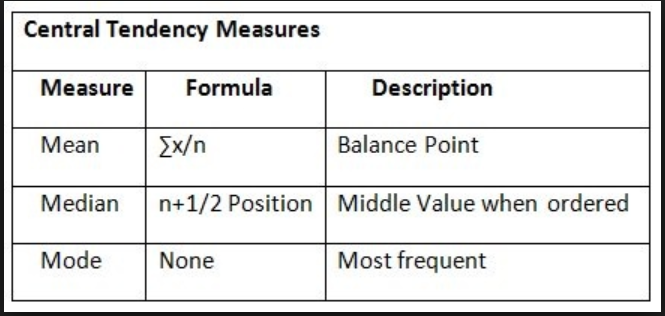 Central Tendency Measures
Measure Formula Description
Mean ∑x/n Balance Point
Median n+1/2 Position Middle Value when ordered
Mode None Most frequent